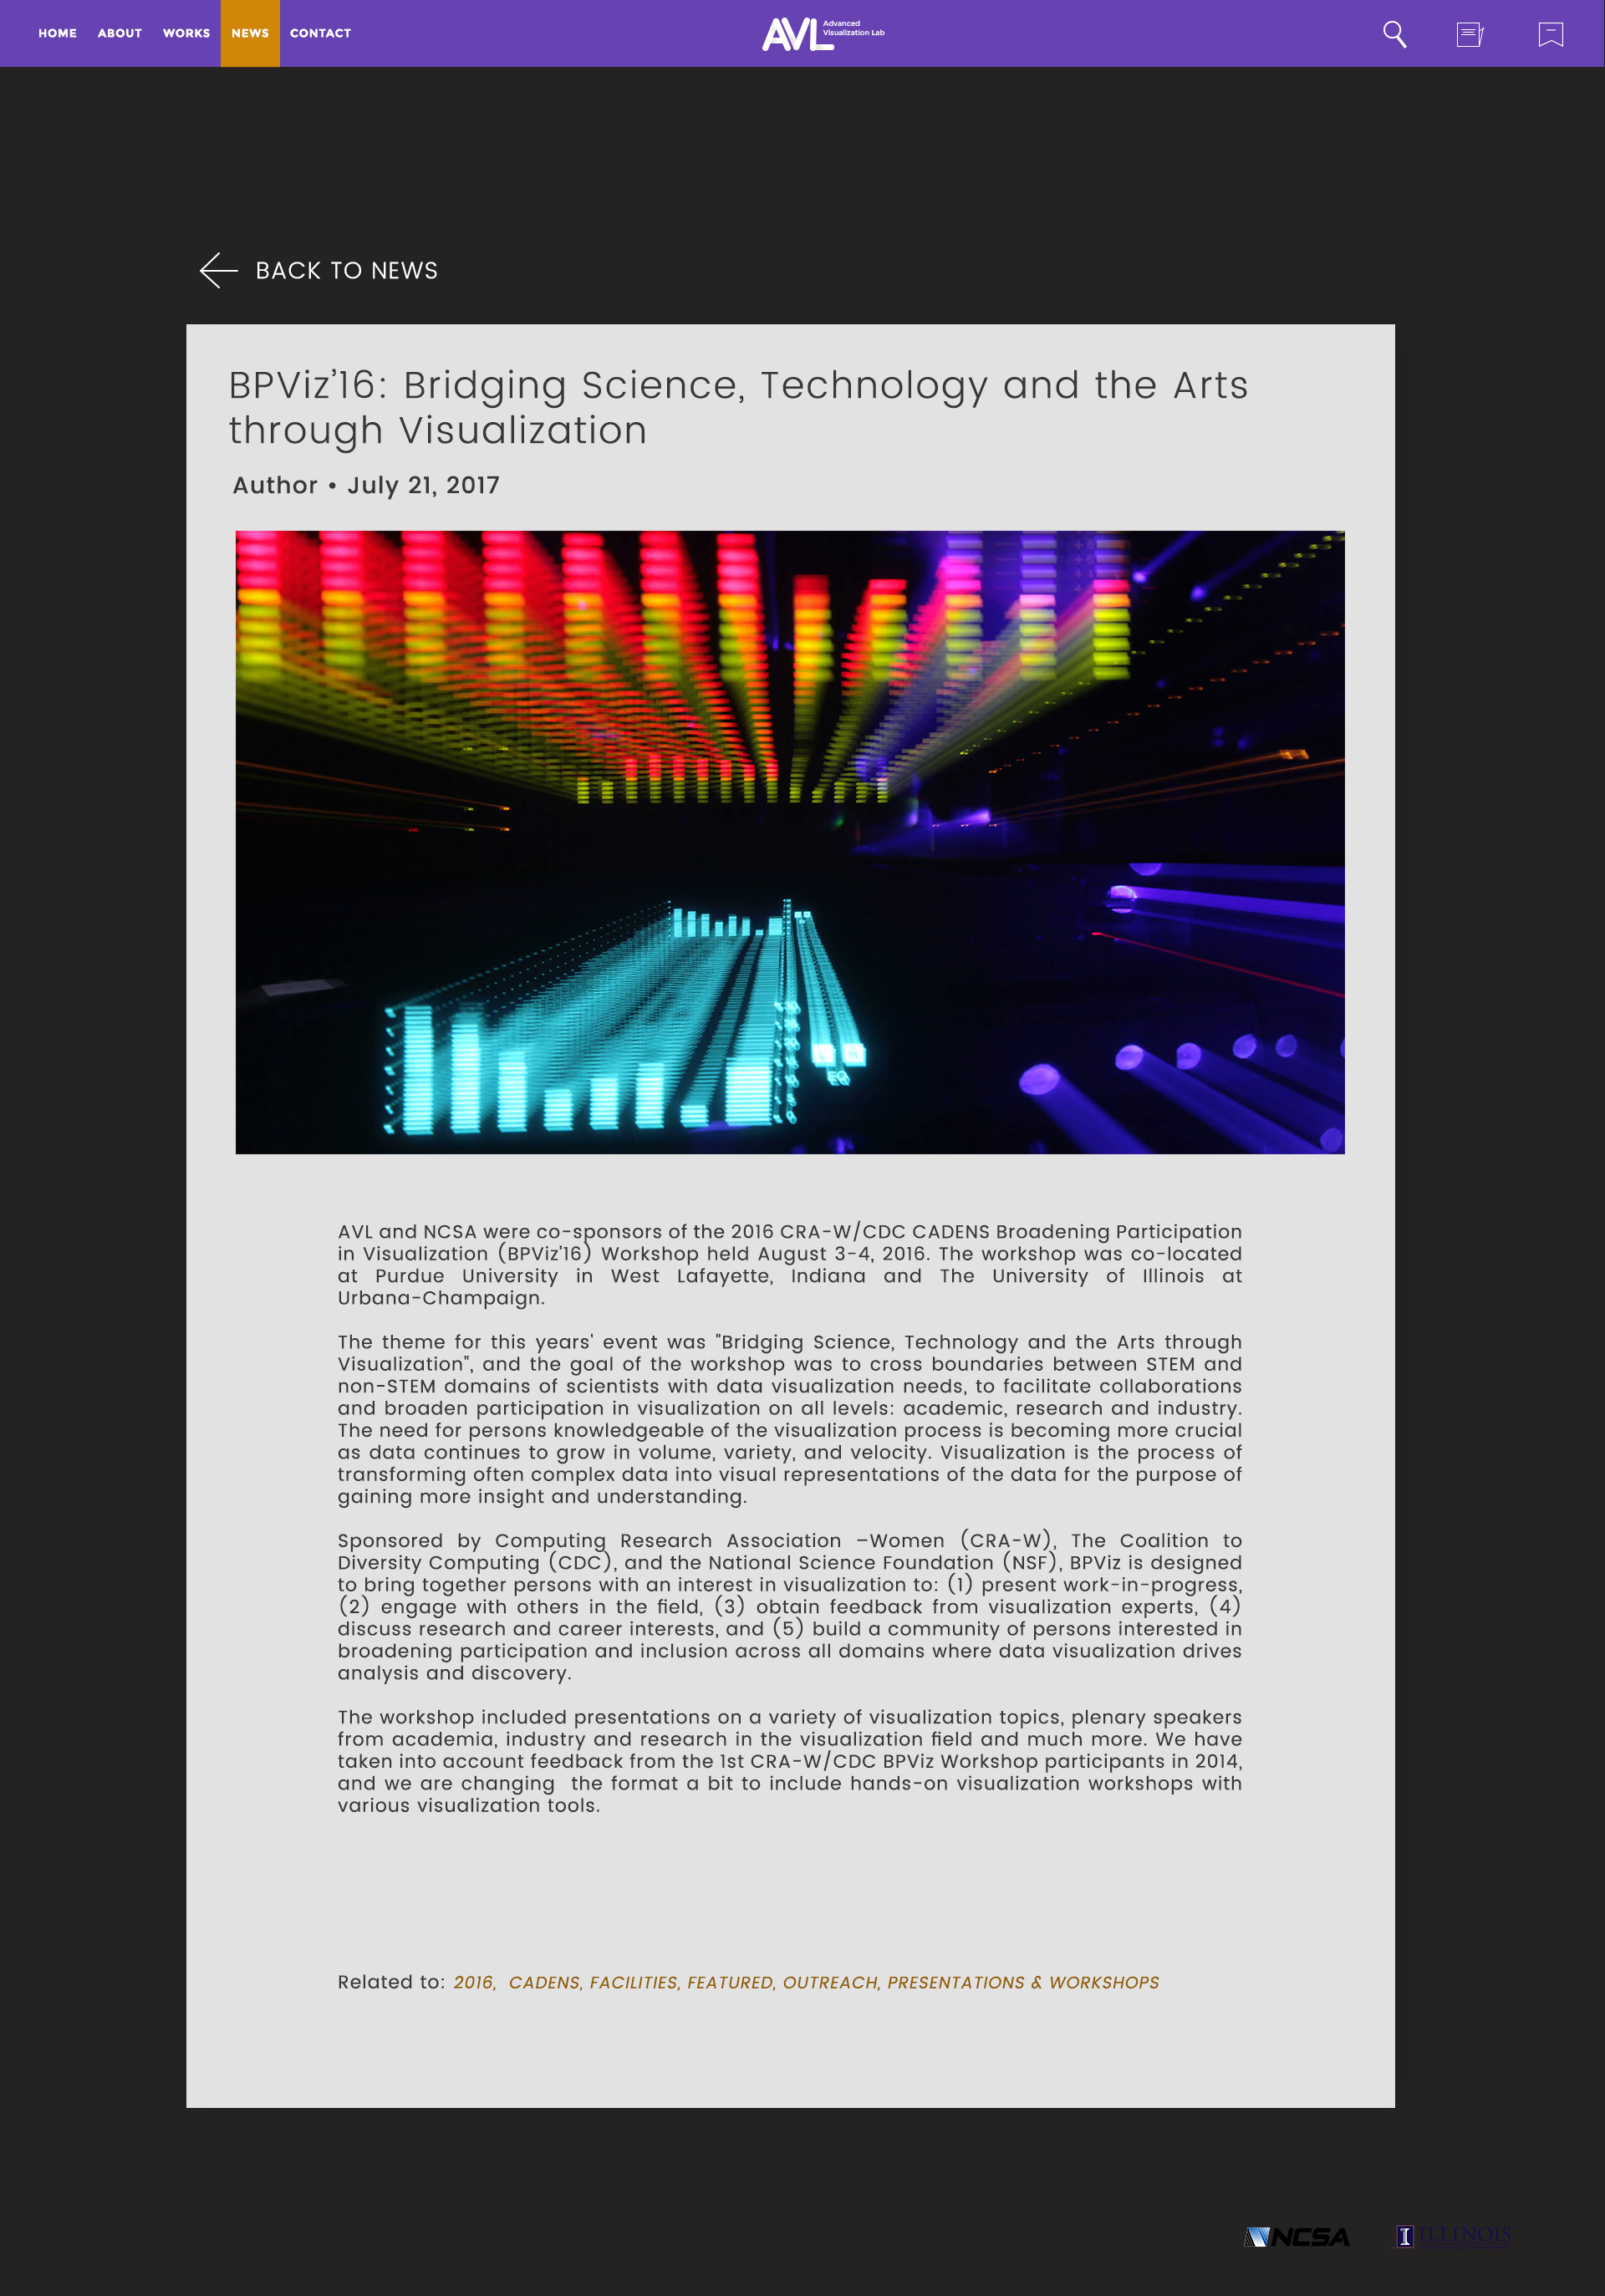 HOME ABOUT WORKS NEWS CONTACT
AVL Advanced
Visualization Lab
BACK TO NEWS
BPViz’16: Bridging Science, Technology and the Arts
through Visualization
Author • July 21, 2017
EQ
AVL and NCSA were co-sponsors of the 2016 CRA-W/CDC CADENS Broadening Participation
in Visualization (BPViz'16) Workshop held August 3-4, 2016. The workshop was co-located
at Purdue University in West Lafayette, Indiana and The University of Illinois at
Urbana-Champaign.
The theme for this years' event was "Bridging Science, Technology and the Arts through
Visualization", and the goal of the workshop was to cross boundaries between STEM and
non-STEM domains of scientists with data visualization needs, to facilitate collaborations
and broaden participation in visualization on all levels: academic, research and industry.
The need for persons knowledgeable of the visualization process is becoming more crucial
as data continues to grow in volume, variety, and velocity. Visualization is the process of
transforming often complex data into visual representations of the data for the purpose of
gaining more insight and understanding.
Sponsored by Computing Research Association –Women (CRA-W), The Coalition to
Diversity Computing (CDC), and the National Science Foundation (NSF), BPViz is designed
to bring together persons with an interest in visualization to: (1) present work-in-progress,
(2) engage with others in the field, (3) obtain feedback from visualization experts, (4)
discuss research and career interests, and (5) build a community of persons interested in
broadening participation and inclusion across all domains where data visualization drives
analysis and discovery.
The workshop included presentations on a variety of visualization topics, plenary speakers
from academia, industry and research in the visualization field and much more. We have
taken into account feedback from the 1st CRA-W/CDC BPViz Workshop participants in 2014,
and we are changing  the format a bit to include hands-on visualization workshops with
various visualization tools.
Related to: 2016,  CADENS, FACILITIES, FEATURED, OUTREACH, PRESENTATIONS & WORKSHOPS
NCSA
I ILLINOIS